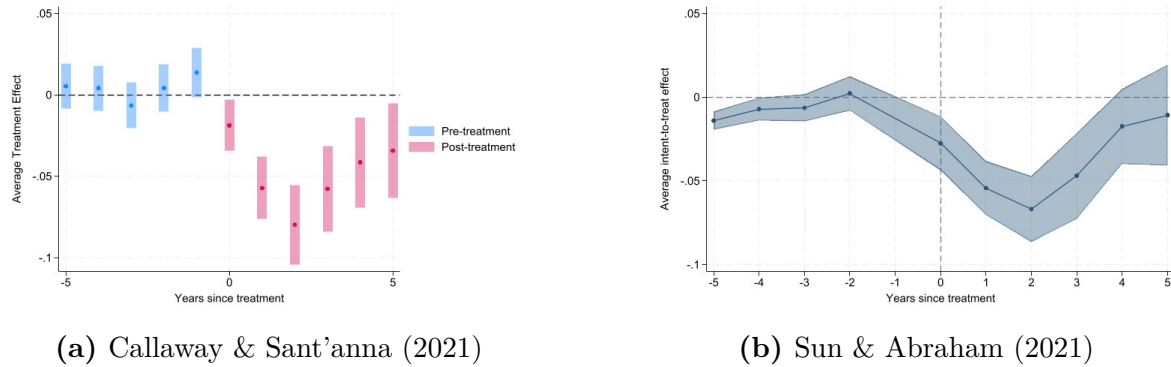 .05
0
-.05
-.1
Average Treatment Effect
-5
0
5
Years since treatment
Pre-treatment
Post-treatment
(a) Callaway & Sant'anna (2021)
.05
0
-.05
-.1
Average intent-to-treat effect
-5 -4 -3 -2 -1 0 1 2 3 4 5
Years since treatment
(b) Sun & Abraham (2021)